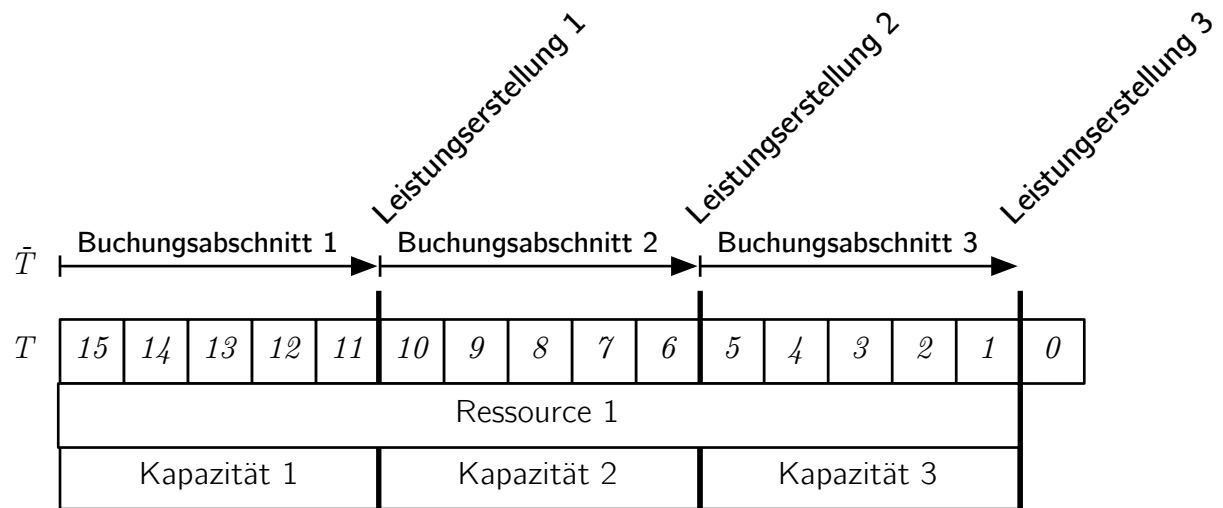 Leistungserstellung 1 Leistungserstellung 2 Leistungserstellung 3
T̄ Buchungsabschnitt 1 Buchungsabschnitt 2 Buchungsabschnitt 3
T 15 14 13 12 11 10 9 8 7 6 5 4 3 2 1 0
Ressource 1
Kapazität 1 Kapazität 2 Kapazität 3